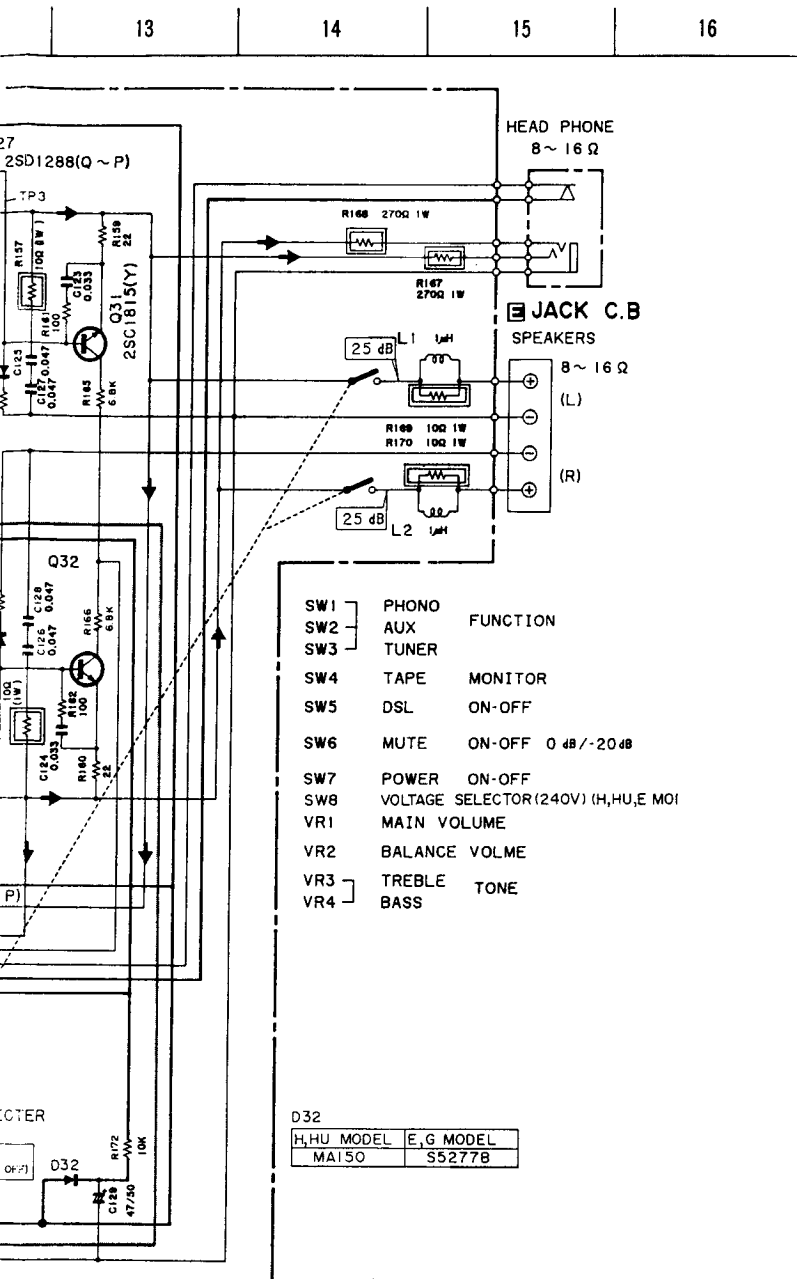 13 14 15 16
HEAD PHONE
8~16Ω
27
2SD1288(Q~P)
TP3
R157
10Ω (1W)
R159
22
C123
0.033
R161
100
Q31
2SC1815(Y)
C125
0.047
C127
0.047
R165
6.8K
R168 270Ω 1W
R167
270Ω 1W
E JACK C.B
SPEAKERS
8~16Ω
L1 1μH
25 dB
(L)
R169 10Ω 1W
R170 10Ω 1W
(R)
25 dB
L2 1μH
Q32
C128
0.047
C126
0.047
R166
6.8K
10Ω
(1W)
R162
100
C124
0.033
R160
22
P)
SW1 PHONO
SW2 AUX FUNCTION
SW3 TUNER
SW4 TAPE MONITOR
SW5 DSL ON-OFF
SW6 MUTE ON-OFF 0 dB/-20dB
SW7 POWER ON-OFF
SW8 VOLTAGE SELECTOR(240V) (H,HU,E MO
VR1 MAIN VOLUME
VR2 BALANCE VOLME
VR3 TREBLE TONE
VR4 BASS
CTER
OFF)
D32
R172
10K
C129
47/50
D32
H,HU MODEL E,G MODEL
MA150 S5277B